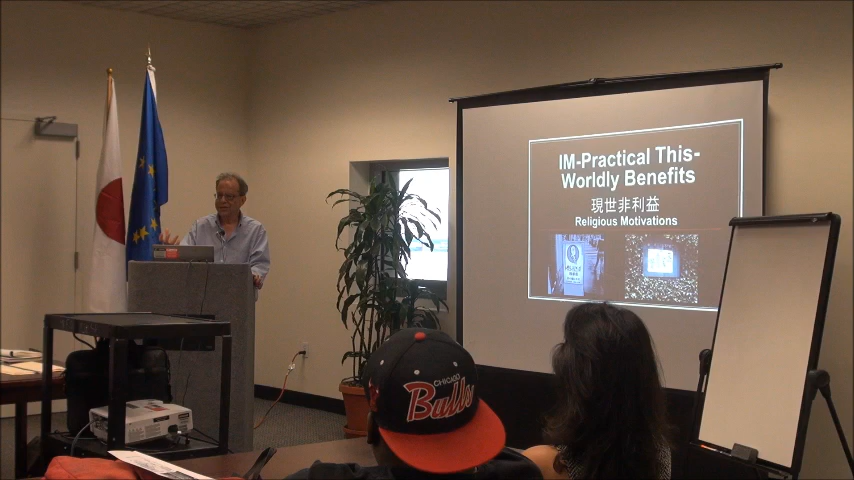 IM-Practical This-
Worldly Benefits
現世非利益
Religious Motivations
CHICAGO
Bulls